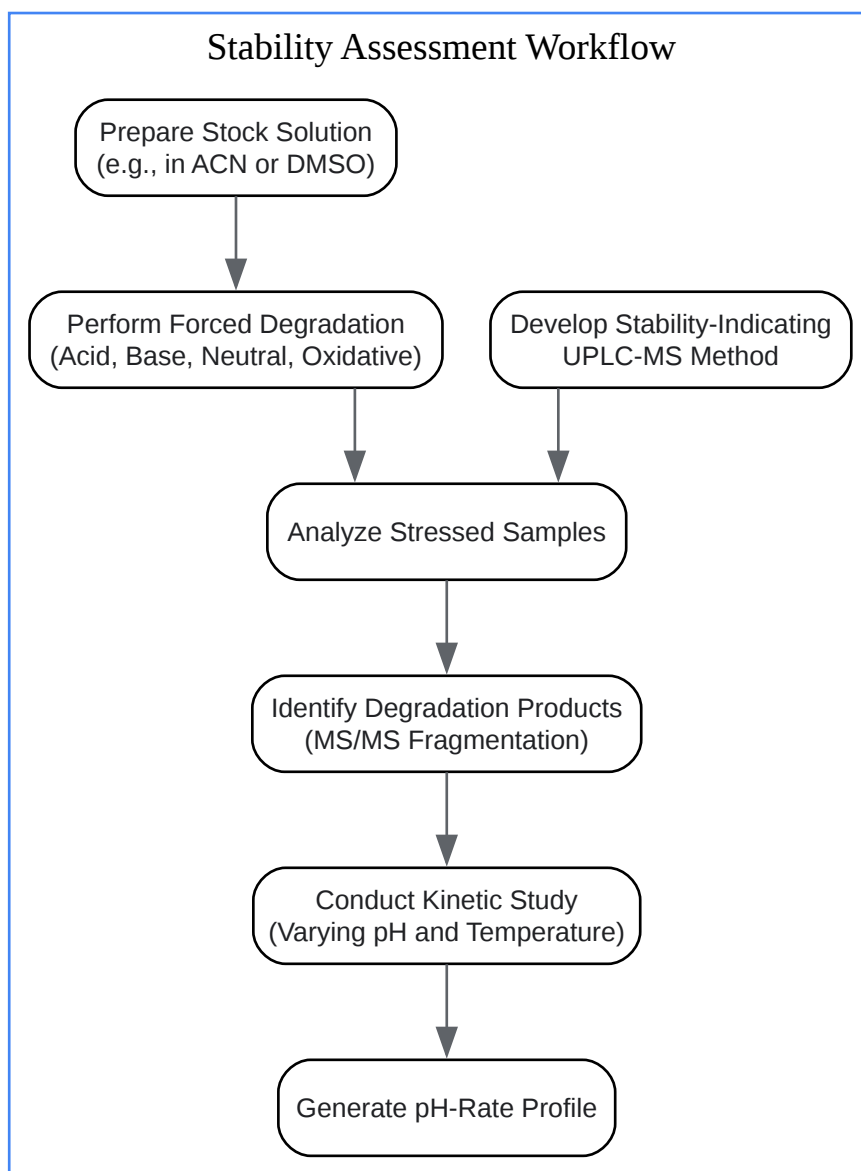 Stability Assessment Workflow
Prepare Stock Solution
(e.g., in ACN or DMSO)
Perform Forced Degradation
(Acid, Base, Neutral, Oxidative)
Develop Stability-Indicating
UPLC-MS Method
Analyze Stressed Samples
Identify Degradation Products
(MS/MS Fragmentation)
Conduct Kinetic Study
(Varying pH and Temperature)
Generate pH-Rate Profile